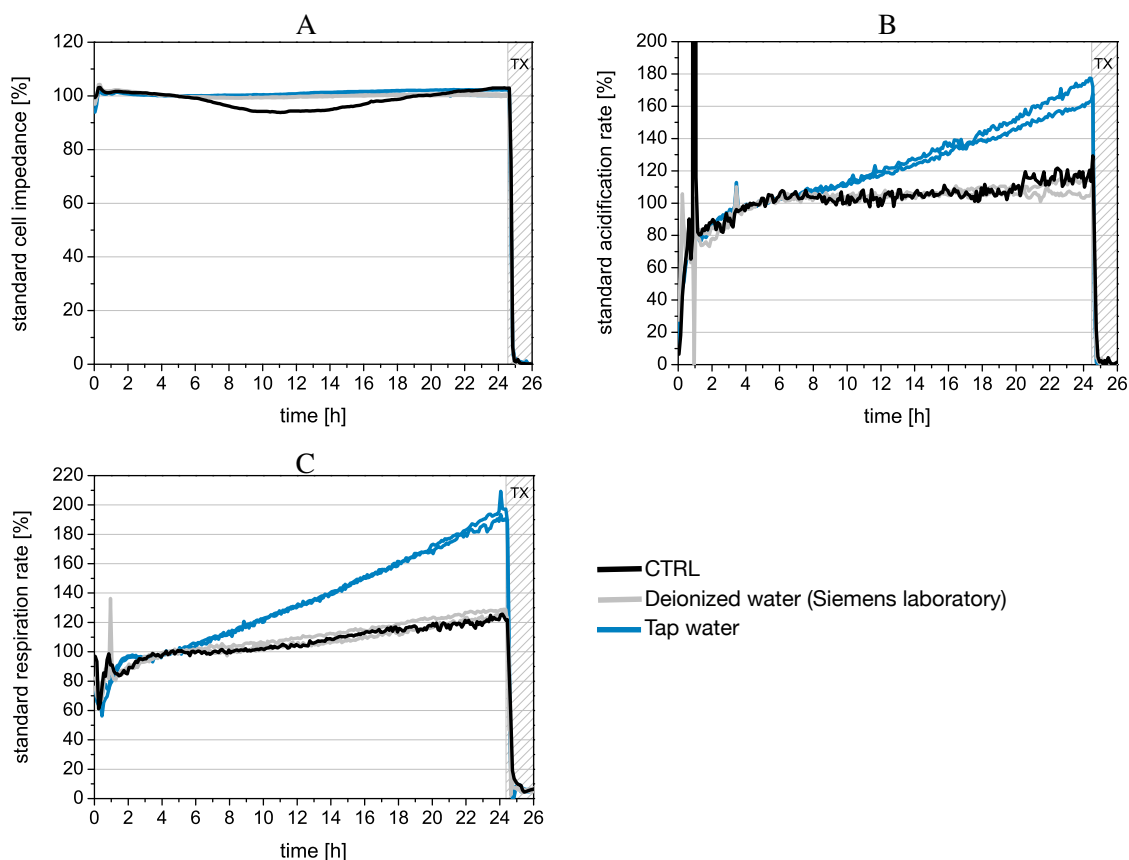 A
standard cell impedance [%]
120
100
80
60
40
20
0
TX
0 2 4 6 8 10 12 14 16 18 20 22 24 26
time [h]
B
standard acidification rate [%]
200
180
160
140
120
100
80
60
40
20
0
TX
0 2 4 6 8 10 12 14 16 18 20 22 24 26
time [h]
C
standard respiration rate [%]
220
200
180
160
140
120
100
80
60
40
20
0
TX
0 2 4 6 8 10 12 14 16 18 20 22 24 26
time [h]
CTRL
Deionized water (Siemens laboratory)
Tap water